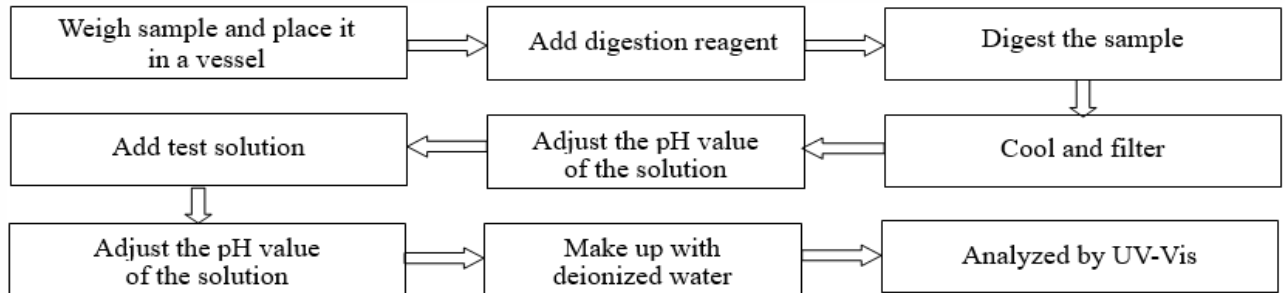 Weigh sample and place it
in a vessel
Add digestion reagent
Digest the sample
Cool and filter
Adjust the pH value
of the solution
Add test solution
Adjust the pH value
of the solution
Make up with
deionized water
Analyzed by UV-Vis